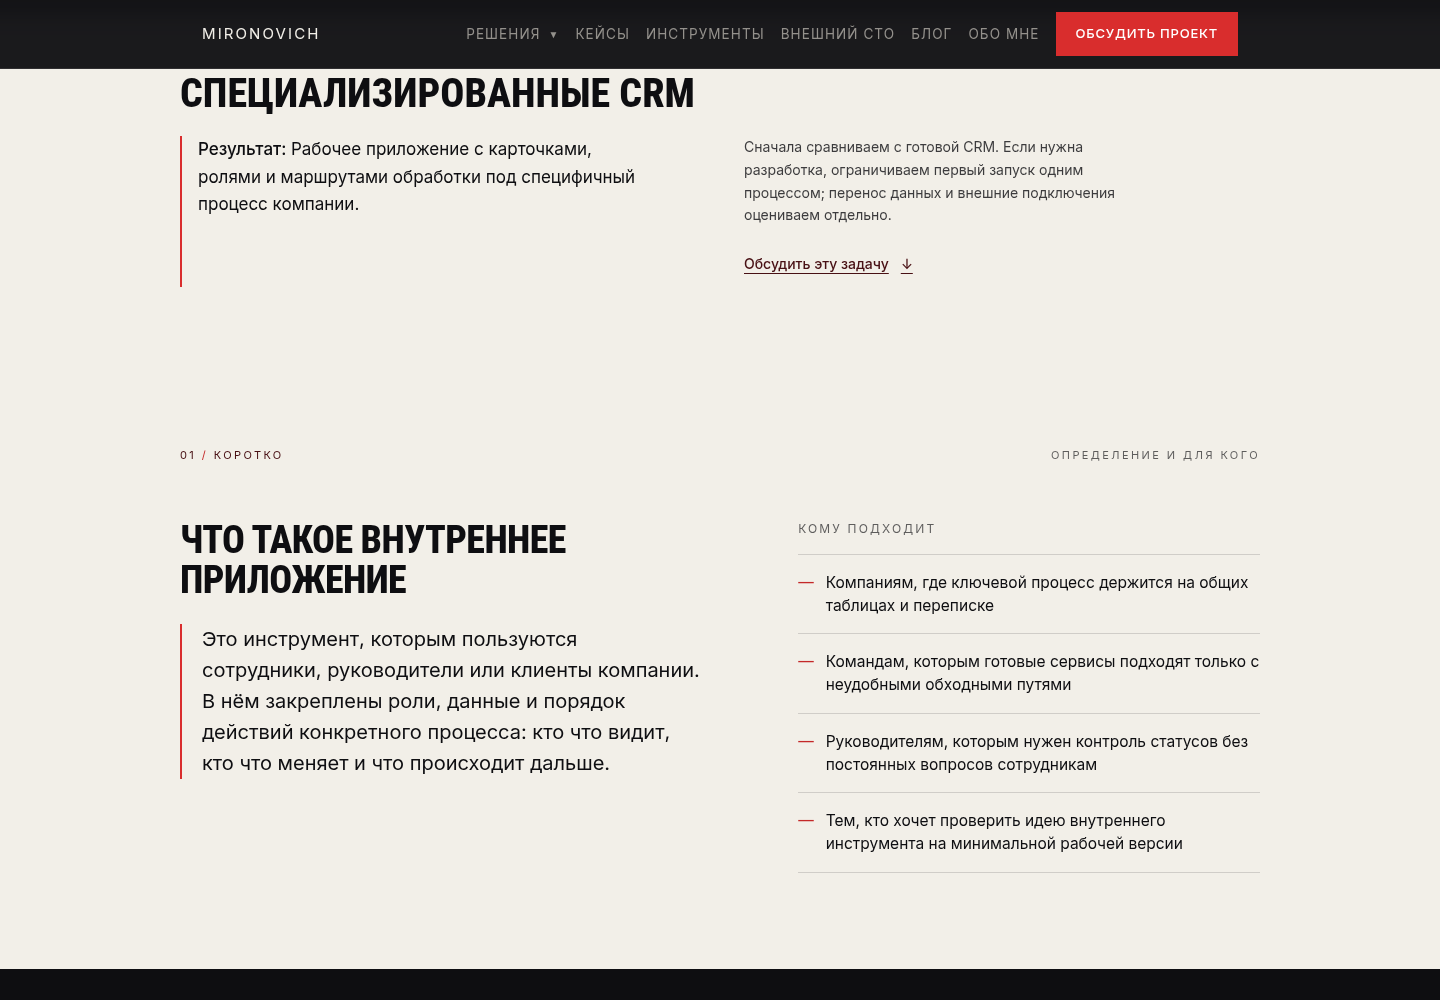 MIRONOVICH
РЕШЕНИЯ ▾ КЕЙСЫ ИНСТРУМЕНТЫ ВНЕШНИЙ СТО БЛОГ ОБО МНЕ ОБСУДИТЬ ПРОЕКТ
СПЕЦИАЛИЗИРОВАННЫЕ CRM
Результат: Рабочее приложение с карточками,
ролями и маршрутами обработки под специфичный
процесс компании.
Сначала сравниваем с готовой CRM. Если нужна
разработка, ограничиваем первый запуск одним
процессом; перенос данных и внешние подключения
оцениваем отдельно.
Обсудить эту задачу ↓
01 / КОРОТКО
ОПРЕДЕЛЕНИЕ И ДЛЯ КОГО
ЧТО ТАКОЕ ВНУТРЕННЕЕ
ПРИЛОЖЕНИЕ
Это инструмент, которым пользуются
сотрудники, руководители или клиенты компании.
В нём закреплены роли, данные и порядок
действий конкретного процесса: кто что видит,
кто что меняет и что происходит дальше.
КОМУ ПОДХОДИТ
— Компаниям, где ключевой процесс держится на общих
таблицах и переписке
— Командам, которым готовые сервисы подходят только с
неудобными обходными путями
— Руководителям, которым нужен контроль статусов без
постоянных вопросов сотрудникам
— Тем, кто хочет проверить идею внутреннего
инструмента на минимальной рабочей версии